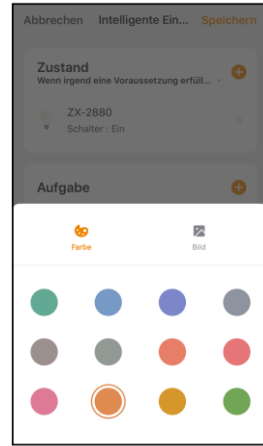 Abbrechen Intelligente Ein... Speichern
Zustand
Wenn irgend eine Voraussetzung erfüll...
ZX-2880
Schalter : Ein
Aufgabe
Farbe Bild